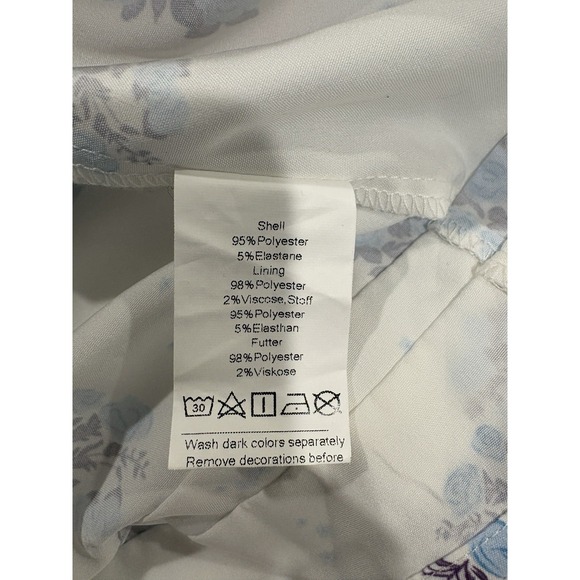 Shell
95%Polyester
5%Elastane
Lining
98%Polyester
2%Viscose,Stoff
95%Polyester
5%Elasthan
Futter
98%Polyester
2%Viskose
30
Wash dark colors separately
Remove decorations before